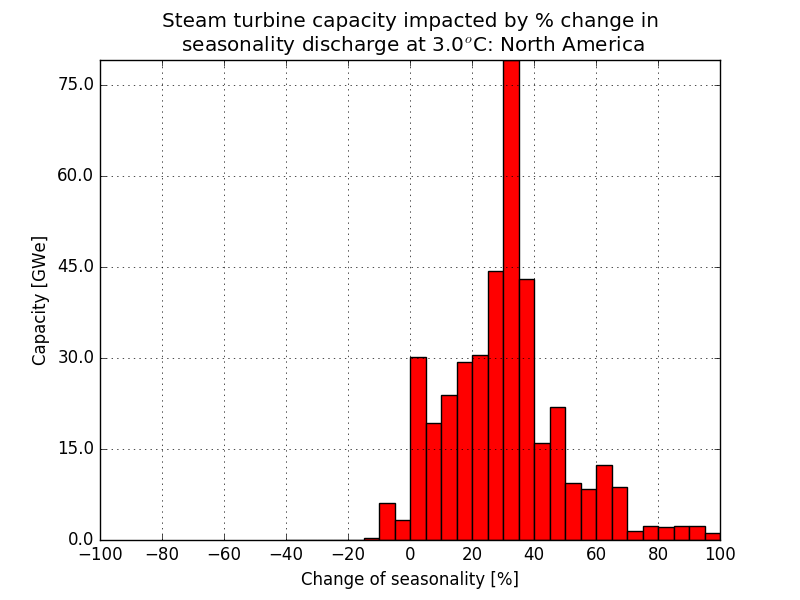 Steam turbine capacity impacted by % change in
seasonality discharge at 3.0°C: North America
Capacity [GWe]
75.0
60.0
45.0
30.0
15.0
0.0
−100 −80 −60 −40 −20 0 20 40 60 80 100
Change of seasonality [%]